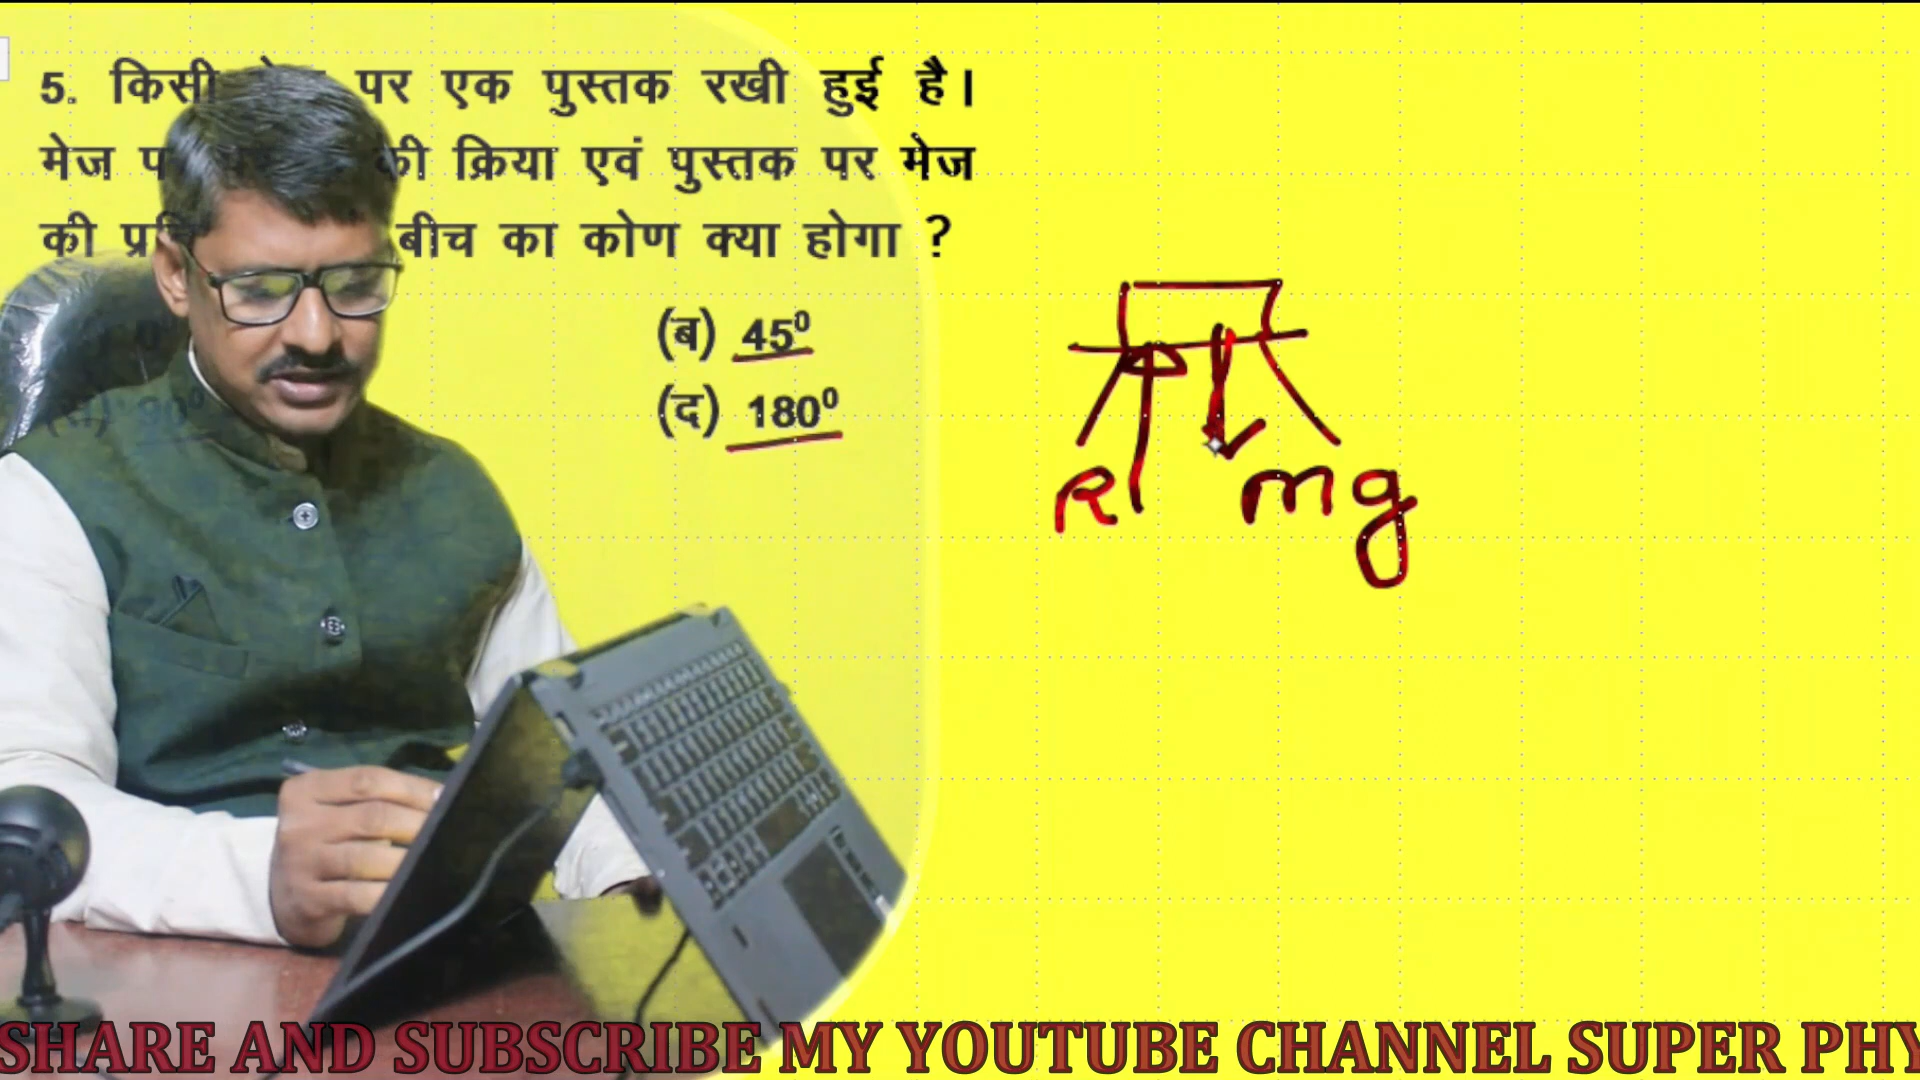 5. किसी पर एक पुस्तक रखी हुई है।
मेज की क्रिया एवं पुस्तक पर मेज
की बीच का कोण क्या होगा ?
(ब) 45⁰
(स) 90⁰
(द) 180⁰
R mg
SHARE AND SUBSCRIBE MY YOUTUBE CHANNEL SUPER PHY